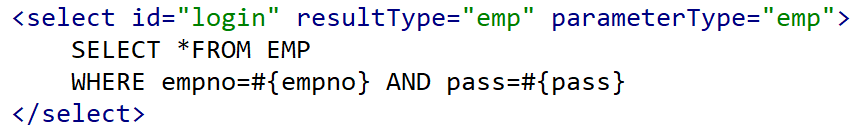 <select id="login" resultType="emp" parameterType="emp">
    SELECT *FROM EMP
    WHERE empno=#{empno} AND pass=#{pass}
</select>